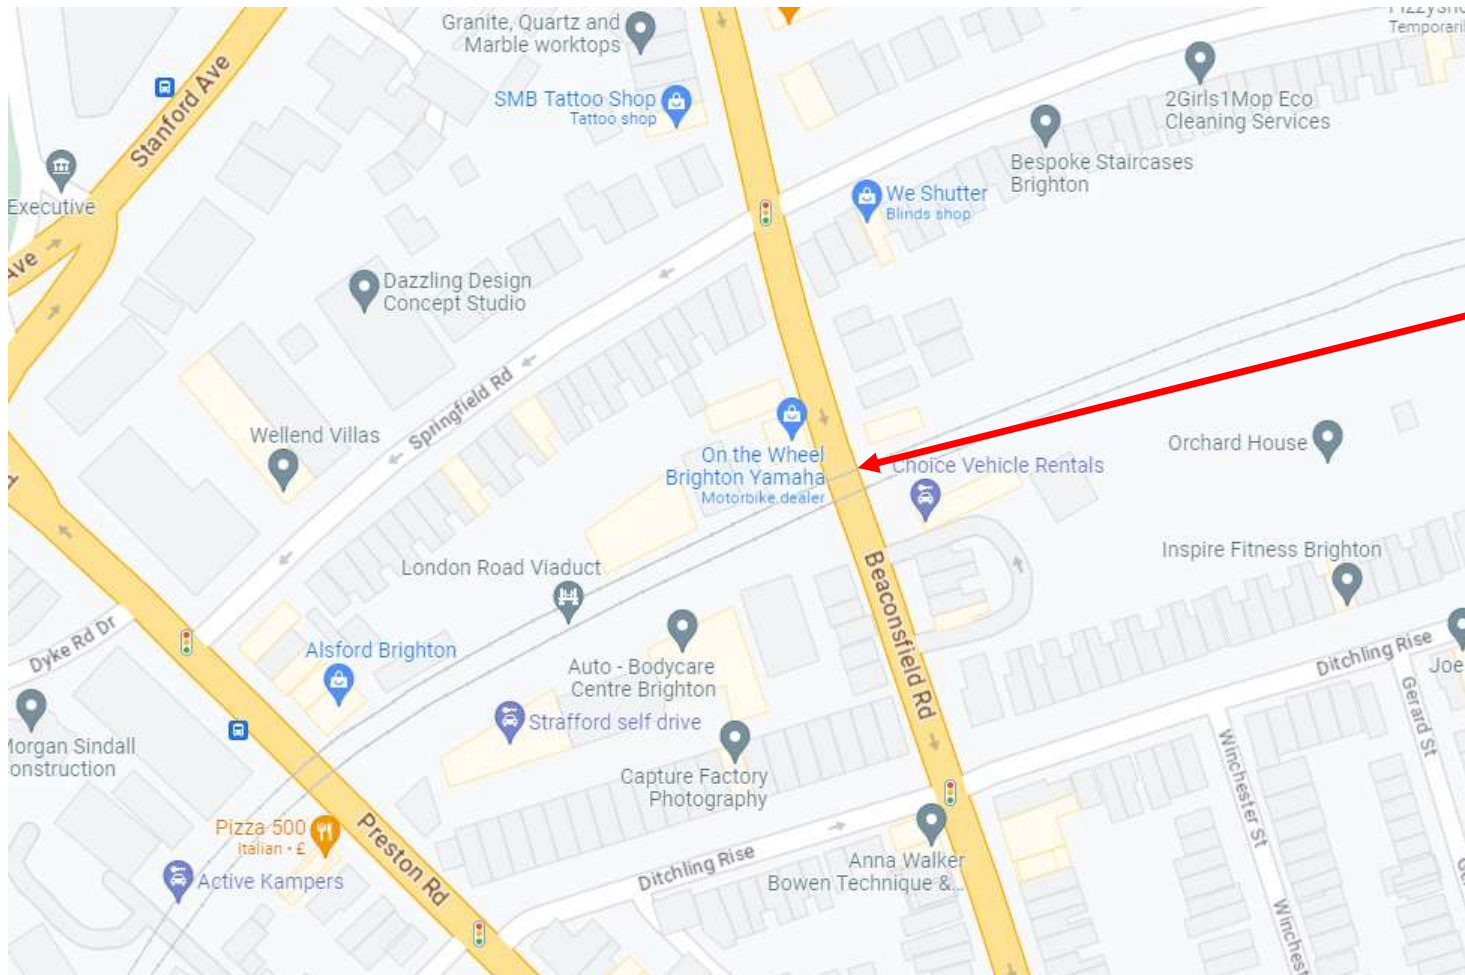 Granite, Quartz and
Marble worktops
Temporaril
SMB Tattoo Shop
Tattoo shop
2Girls1Mop Eco
Cleaning Services
Stanford Ave
Bespoke Staircases
Brighton
We Shutter
Blinds shop
Executive
Ave
Dazzling Design
Concept Studio
Springfield Rd
Wellend Villas
On the Wheel
Brighton Yamaha
Motorbike dealer
Choice Vehicle Rentals
Orchard House
London Road Viaduct
Inspire Fitness Brighton
Beaconsfield Rd
Dyke Rd Dr
Alsford Brighton
Auto - Bodycare
Centre Brighton
Ditchling Rise
Joe
Gerard St
Strafford self drive
Morgan Sindall
onstruction
Winchester St
Capture Factory
Photography
Pizza 500
Italian • £
Preston Rd
Active Kampers
Ditchling Rise
Anna Walker
Bowen Technique &...
Winchest